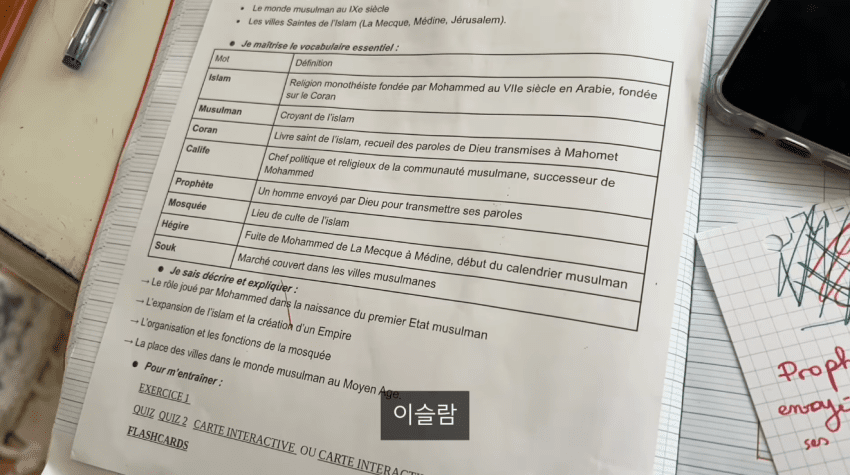 • Le monde musulman au IXe siècle
• Les villes Saintes de l'Islam (La Mecque, Médine, Jérusalem).
• Je maîtrise le vocabulaire essentiel :
Mot Définition
Islam Religion monothéiste fondée par Mohammed au VIIe siècle en Arabie, fondée
sur le Coran
Musulman Croyant de l'islam
Coran Livre saint de l'islam, recueil des paroles de Dieu transmises à Mahomet
Calife Chef politique et religieux de la communauté musulmane, successeur de
Mohammed
Prophète Un homme envoyé par Dieu pour transmettre ses paroles
Mosquée Lieu de culte de l'islam
Hégire Fuite de Mohammed de La Mecque à Médine, début du calendrier musulman
Souk Marché couvert dans les villes musulmanes
• Je sais décrire et expliquer :
→ Le rôle joué par Mohammed dans la naissance du premier Etat musulman
→ L'expansion de l'islam et la création d'un Empire
→ L'organisation et les fonctions de la mosquée
→ La place des villes dans le monde musulman au Moyen Age.
• Pour m'entraîner :
EXERCICE 1
QUIZ QUIZ 2 CARTE INTERACTIVE OU CARTE INTERACT
FLASHCARDS
Proph
envoyé
ses
이슬람